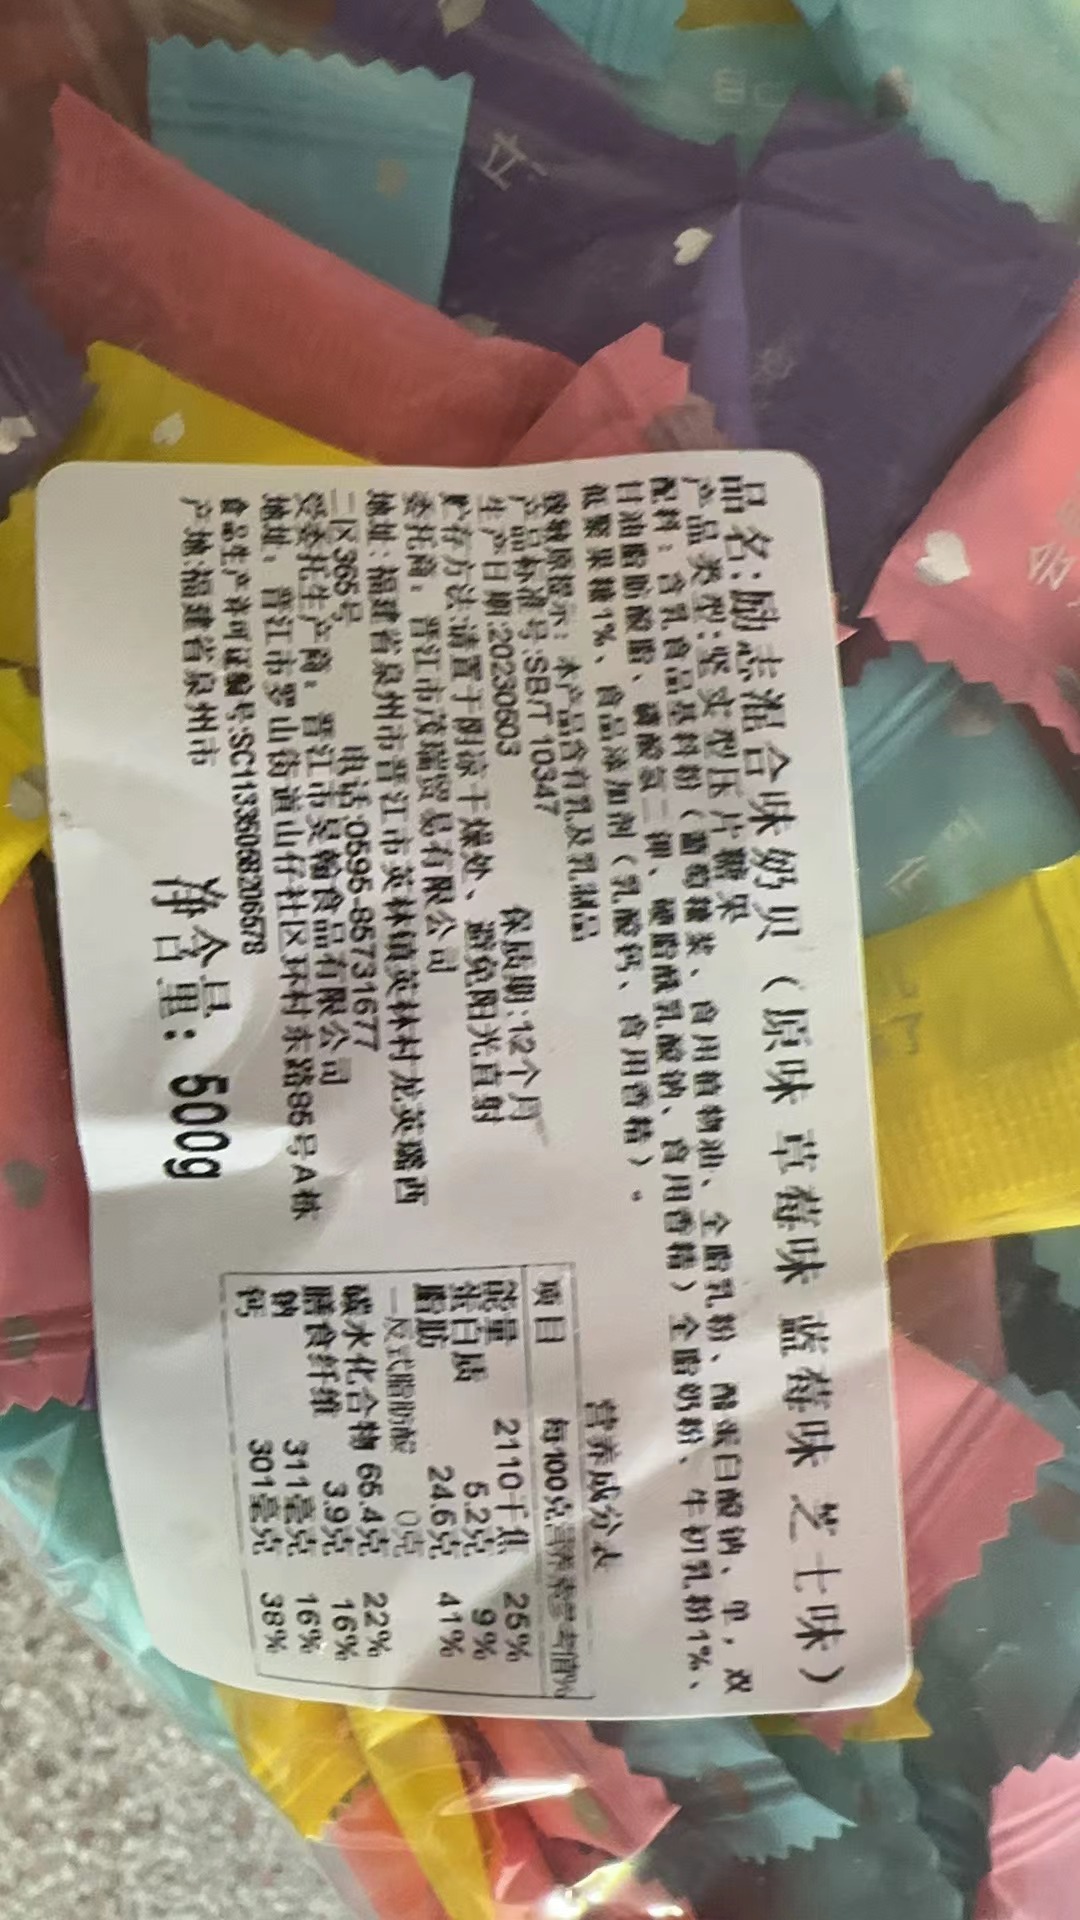 品名:励志混合味奶贝（原味 草莓味 蓝莓味 芝士味）
产品类型:坚实型压片糖果
配料：含乳食品基料粉（葡萄糖浆、食用植物油、全脂乳粉、酪蛋白酸钠、单，双
甘油脂肪酸脂、磷酸氢二钾、硬脂酰乳酸钠、食用香精）全脂奶粉、牛初乳粉1%、
低聚果糖1%、食品添加剂（乳酸钙、食用香精）。
致敏原提示：本产品含有乳及乳制品
产品标准号:SB/T 10347
生产日期:20230603 保质期:12个月
贮存方法:请置于阴凉干燥处、避免阳光直射
委托商：晋江市茂瑞贸易有限公司
地址：福建省泉州市晋江市英林镇英林村龙英璐西
二区365号 电话:0595-85731677
受委托生产商：晋江市昊翰食品有限公司
地址：晋江市罗山街道山仔社区环村东路85号A栋
食品生产许可证编号:SC11335068206578
产地:福建省泉州市
净含量：500g
营养成分表
项目 每100克 营养素参考值%
能量 2110千焦 25%
蛋白质 5.2克 9%
脂肪 24.6克 41%
—反式脂肪酸 0克
碳水化合物 65.4克 22%
膳食纤维 3.9克 16%
钠 311毫克 16%
钙 301毫克 38%